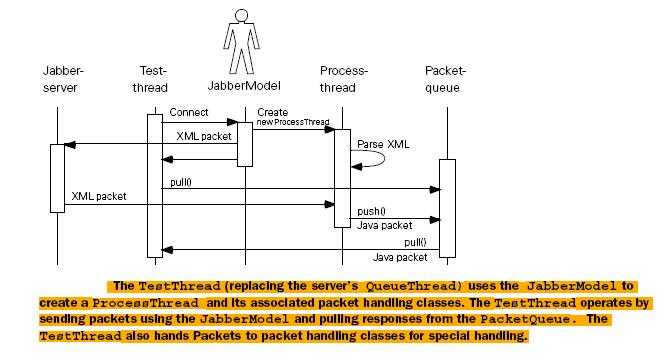 Jabber-
server
Test-
thread
JabberModel
Process-
thread
Packet-
queue
Connect
Create
new ProcessThread
XML packet
Parse XML
pull()
XML packet
push()
Java packet
pull()
Java packet
The TestThread (replacing the server's QueueThread) uses the JabberModel to
create a ProcessThread and its associated packet handling classes. The TestThread operates by
sending packets using the JabberModel and pulling responses from the PacketQueue. The
TestThread also hands Packets to packet handling classes for special handling.